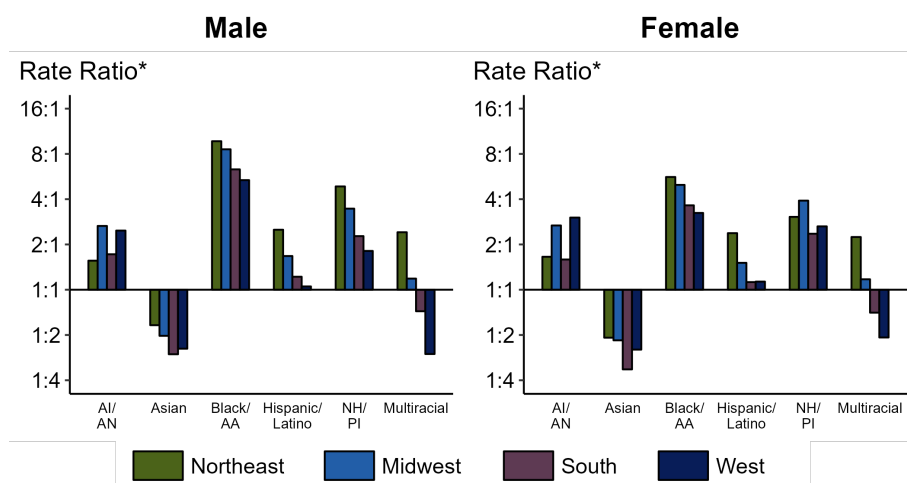 Male
Female
Rate Ratio*
Rate Ratio*
16:1
8:1
4:1
2:1
1:1
1:2
1:4
AI/
AN
Asian
Black/
AA
Hispanic/
Latino
NH/
PI
Multiracial
16:1
8:1
4:1
2:1
1:1
1:2
1:4
AI/
AN
Asian
Black/
AA
Hispanic/
Latino
NH/
PI
Multiracial
Northeast
Midwest
South
West